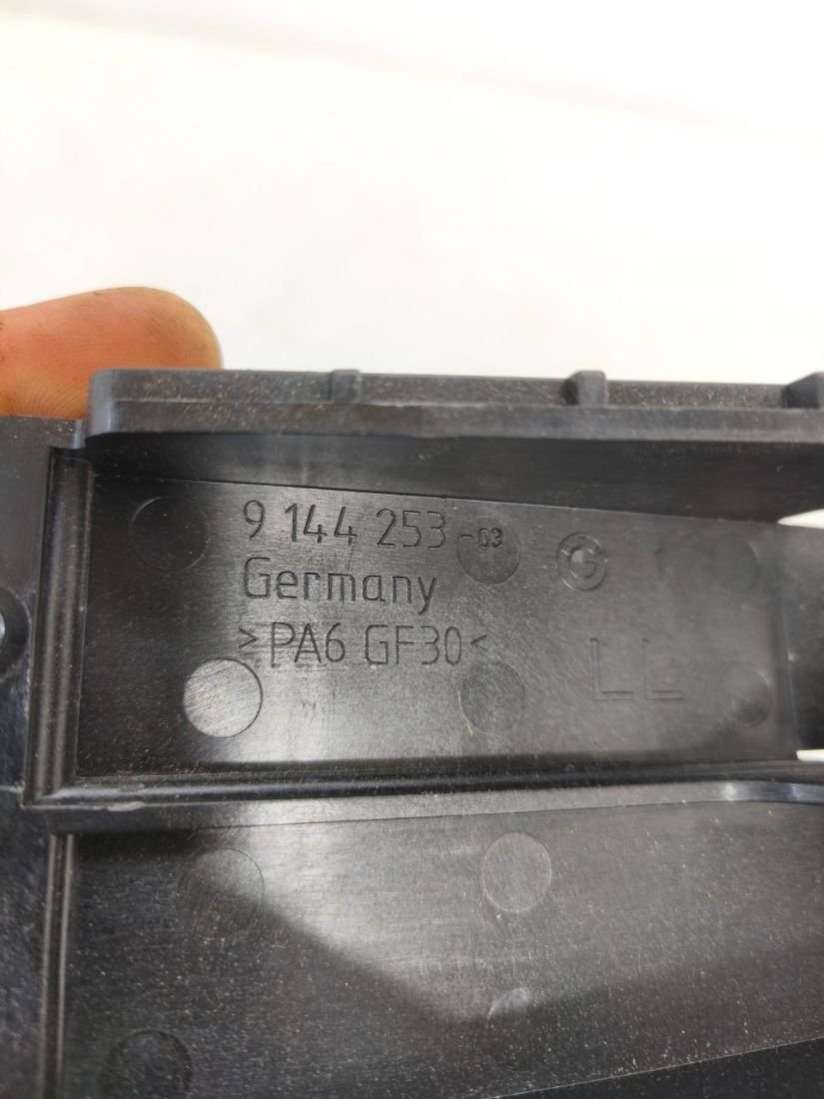 9 144 253 -03
Germany
>PA6 GF30<
LL